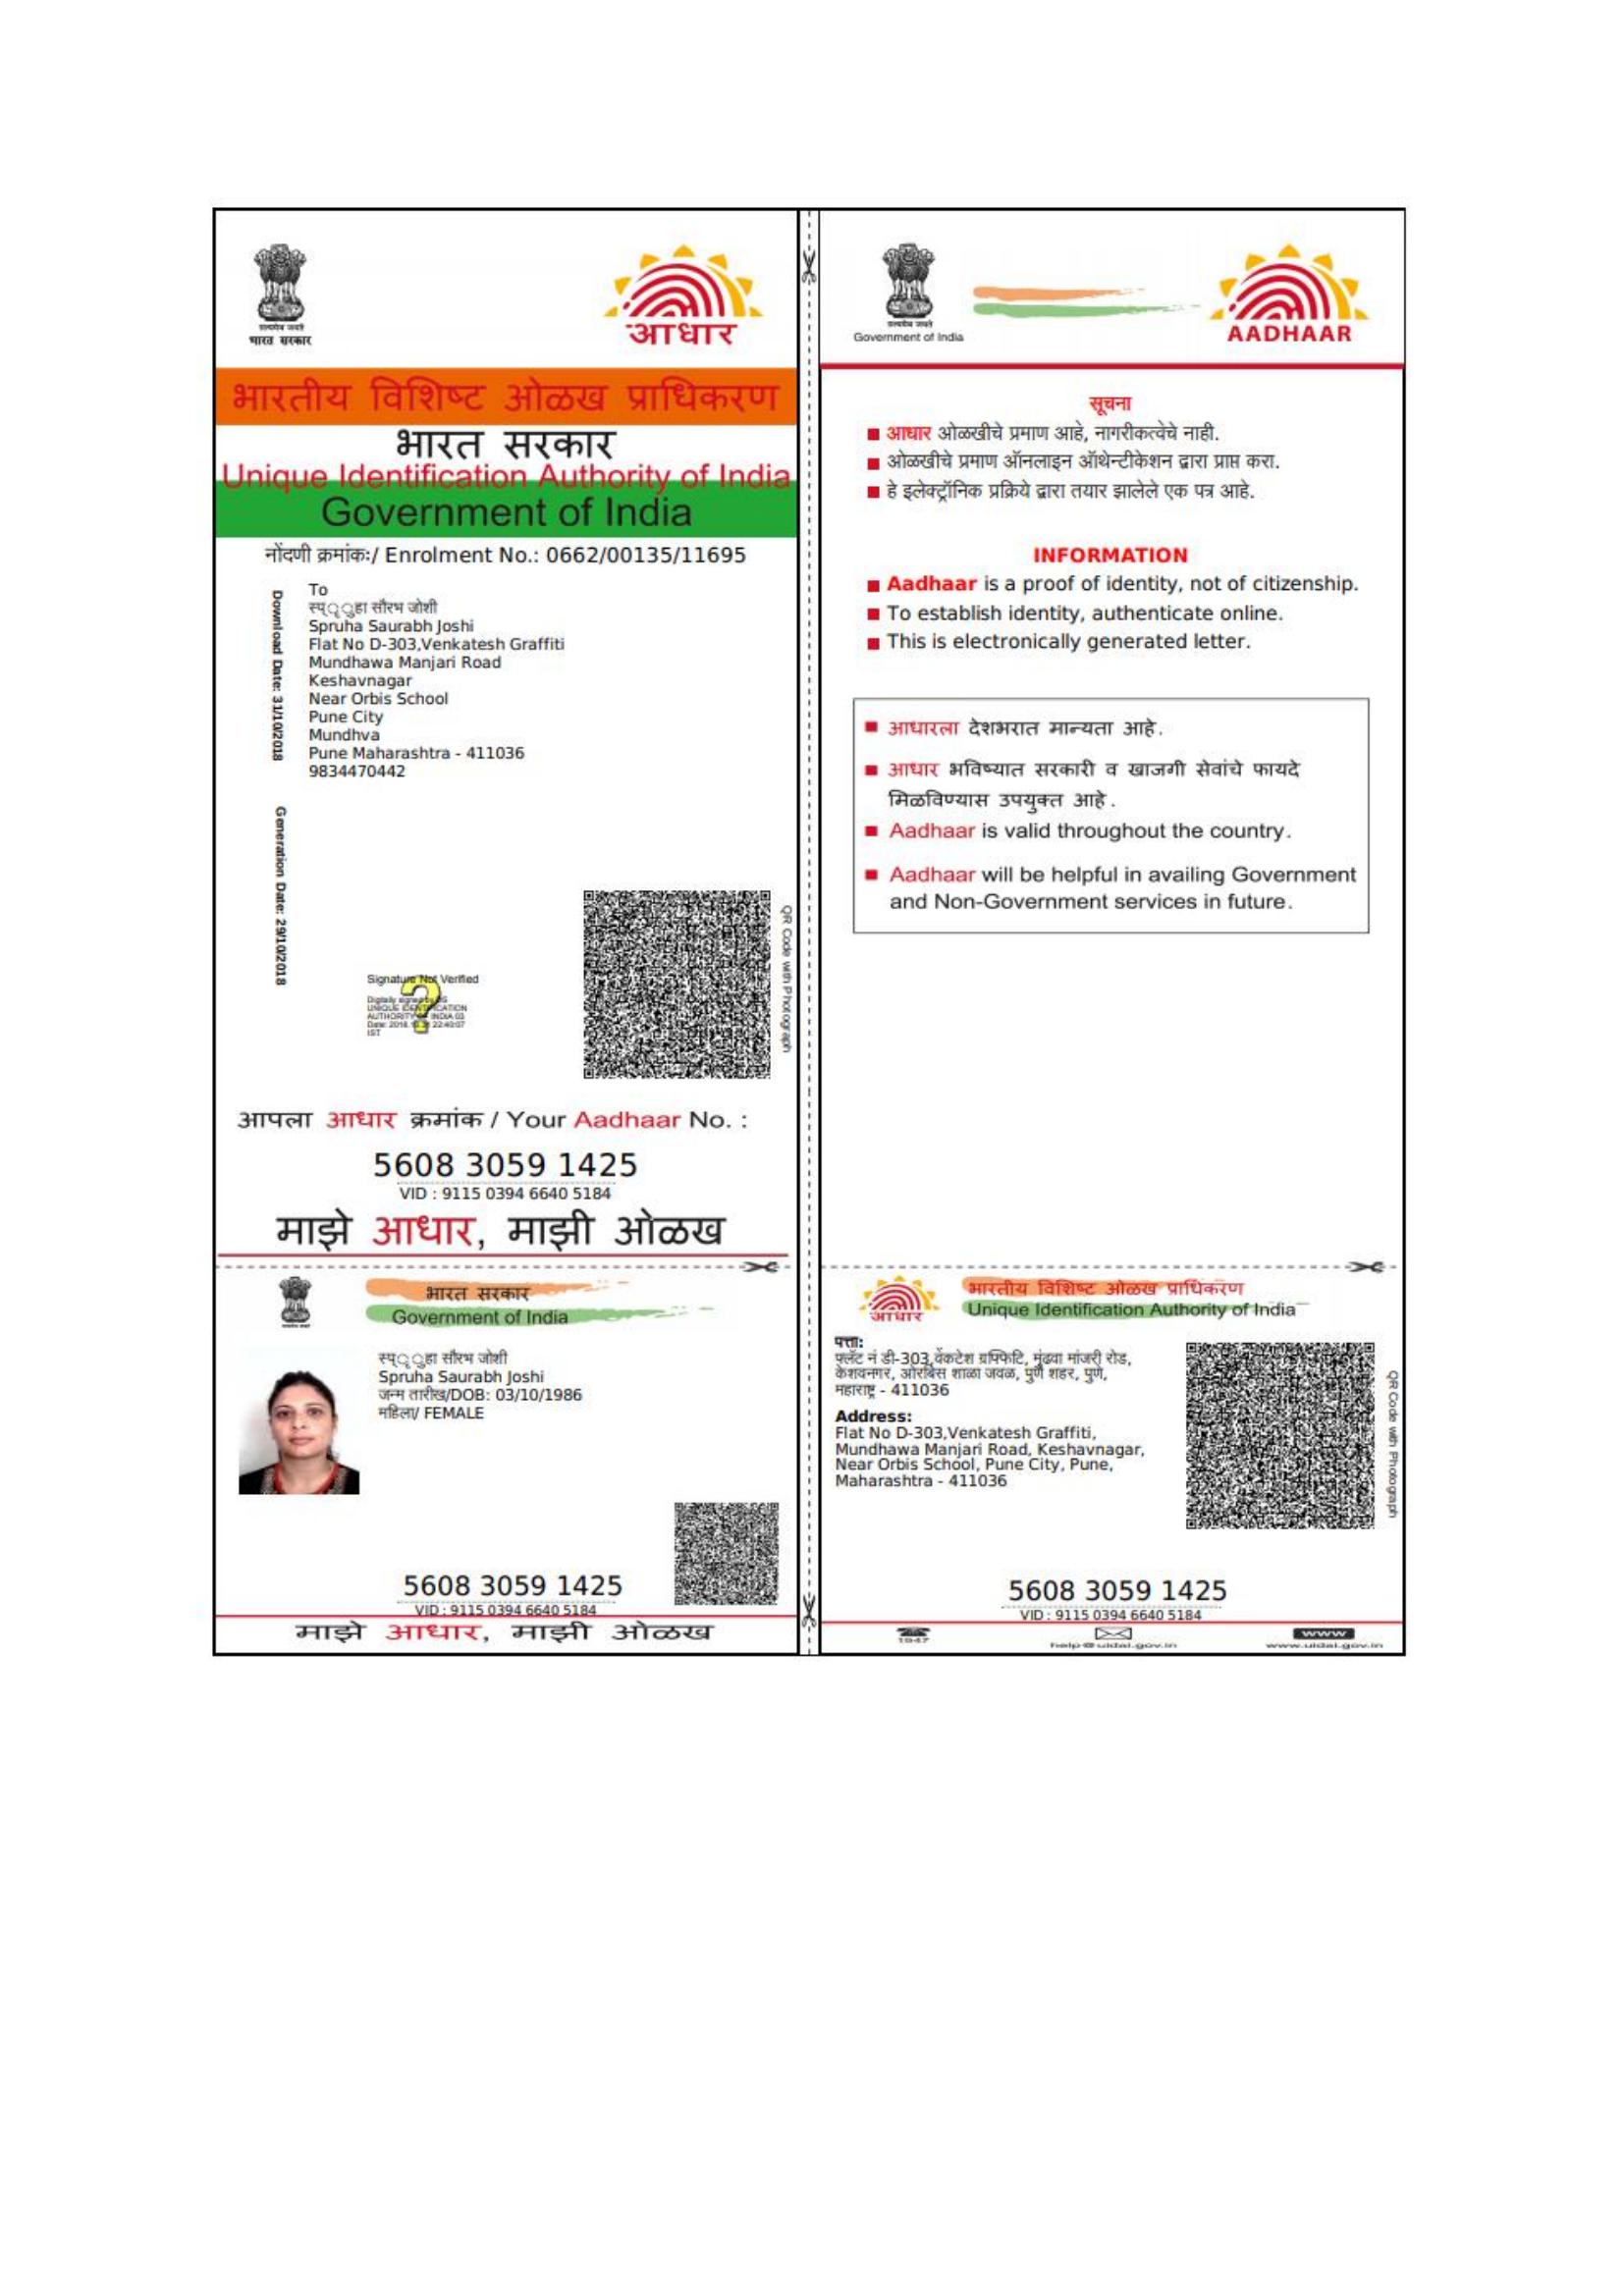 सत्यमेव जयते
भारत सरकार
आधार
भारतीय विशिष्ट ओळख प्राधिकरण
भारत सरकार
Unique Identification Authority of India
Government of India
नोंदणी क्रमांक:/ Enrolment No.: 0662/00135/11695
Download Date: 31/10/2018
Generation Date: 29/10/2018
To
स्पृुहा सौरभ जोशी
Spruha Saurabh Joshi
Flat No D-303,Venkatesh Graffiti
Mundhawa Manjari Road
Keshavnagar
Near Orbis School
Pune City
Mundhva
Pune Maharashtra - 411036
9834470442
QR Code with Photograph
Signature Not Verified
Digitally signed by DS
UNIQUE IDENTIFICATION
AUTHORITY OF INDIA 03
Date: 2018.10.31 22:40:07
IST
आपला आधार क्रमांक / Your Aadhaar No. :
5608 3059 1425
VID : 9115 0394 6640 5184
माझे आधार, माझी ओळख
सत्यमेव जयते
Government of India
AADHAAR
सूचना
आधार ओळखीचे प्रमाण आहे, नागरीकत्वेचे नाही.
ओळखीचे प्रमाण ऑनलाइन ऑथेन्टीकेशन द्वारा प्राप्त करा.
हे इलेक्ट्रॉनिक प्रक्रिये द्वारा तयार झालेले एक पत्र आहे.
INFORMATION
Aadhaar is a proof of identity, not of citizenship.
To establish identity, authenticate online.
This is electronically generated letter.
आधारला देशभरात मान्यता आहे.
आधार भविष्यात सरकारी व खाजगी सेवांचे फायदे
मिळविण्यास उपयुक्त आहे.
Aadhaar is valid throughout the country.
Aadhaar will be helpful in availing Government
and Non-Government services in future.
भारत सरकार
Government of India
स्पृुहा सौरभ जोशी
Spruha Saurabh Joshi
जन्म तारीख/DOB: 03/10/1986
महिला/ FEMALE
5608 3059 1425
VID : 9115 0394 6640 5184
माझे आधार, माझी ओळख
आधार
भारतीय विशिष्ट ओळख प्राधिकरण
Unique Identification Authority of India
पत्ता:
फ्लॅट नं डी-303,वेंकटेश ग्रफ्फिटि, मुंढवा मांजरी रोड,
केशवनगर, ओरबिस शाळा जवळ, पुणे शहर, पुणे,
महाराष्ट्र - 411036
Address:
Flat No D-303,Venkatesh Graffiti,
Mundhawa Manjari Road, Keshavnagar,
Near Orbis School, Pune City, Pune,
Maharashtra - 411036
QR Code with Photograph
5608 3059 1425
VID : 9115 0394 6640 5184
1947
help@uidai.gov.in
www
www.uidai.gov.in